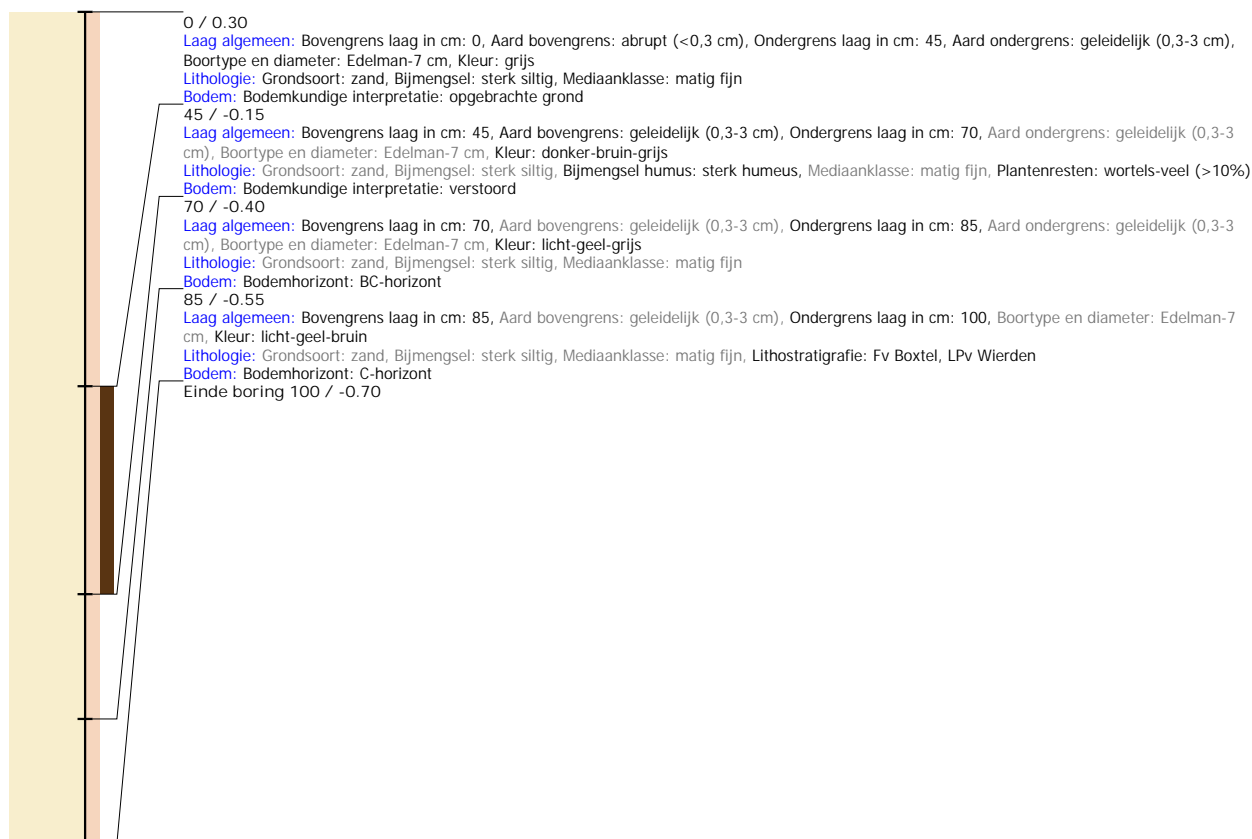 0 / 0.30
Laag algemeen: Bovengrens laag in cm: 0, Aard bovengrens: abrupt (<0,3 cm), Ondergrens laag in cm: 45, Aard ondergrens: geleidelijk (0,3-3 cm),
Boortype en diameter: Edelman-7 cm, Kleur: grijs
Lithologie: Grondsoort: zand, Bijmengsel: sterk siltig, Mediaanklasse: matig fijn
Bodem: Bodemkundige interpretatie: opgebrachte grond
45 / -0.15
Laag algemeen: Bovengrens laag in cm: 45, Aard bovengrens: geleidelijk (0,3-3 cm), Ondergrens laag in cm: 70, Aard ondergrens: geleidelijk (0,3-3
cm), Boortype en diameter: Edelman-7 cm, Kleur: donker-bruin-grijs
Lithologie: Grondsoort: zand, Bijmengsel: sterk siltig, Bijmengsel humus: sterk humeus, Mediaanklasse: matig fijn, Plantenresten: wortels-veel (>10%)
Bodem: Bodemkundige interpretatie: verstoord
70 / -0.40
Laag algemeen: Bovengrens laag in cm: 70, Aard bovengrens: geleidelijk (0,3-3 cm), Ondergrens laag in cm: 85, Aard ondergrens: geleidelijk (0,3-3
cm), Boortype en diameter: Edelman-7 cm, Kleur: licht-geel-grijs
Lithologie: Grondsoort: zand, Bijmengsel: sterk siltig, Mediaanklasse: matig fijn
Bodem: Bodemhorizont: BC-horizont
85 / -0.55
Laag algemeen: Bovengrens laag in cm: 85, Aard bovengrens: geleidelijk (0,3-3 cm), Ondergrens laag in cm: 100, Boortype en diameter: Edelman-7
cm, Kleur: licht-geel-bruin
Lithologie: Grondsoort: zand, Bijmengsel: sterk siltig, Mediaanklasse: matig fijn, Lithostratigrafie: Fv Boxtel, LPv Wierden
Bodem: Bodemhorizont: C-horizont
Einde boring 100 / -0.70